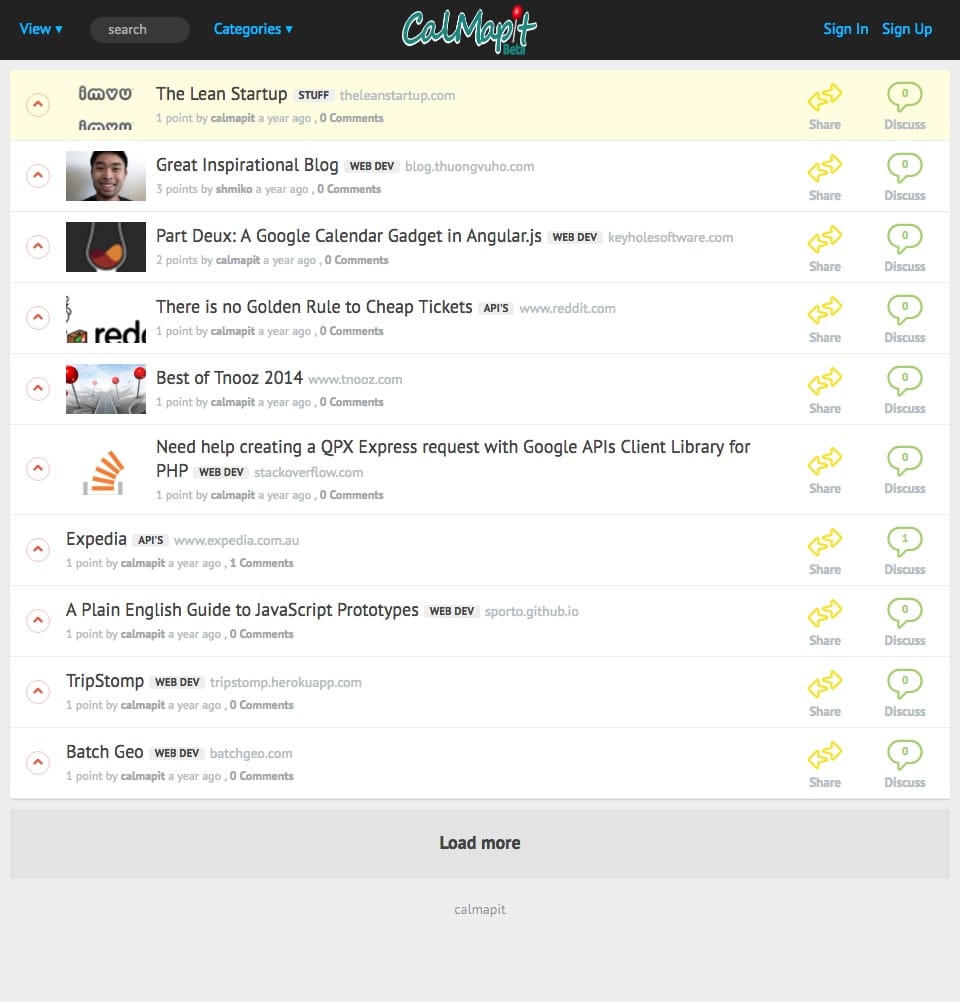 View ▾ search Categories ▾ CalMapit Beta Sign In Sign Up
imvu The Lean Startup STUFF theleanstartup.com
1 point by calmapit a year ago , 0 Comments
0
Share Discuss
Great Inspirational Blog WEB DEV blog.thuongvuho.com
3 points by shmiko a year ago , 0 Comments
0
Share Discuss
Part Deux: A Google Calendar Gadget in Angular.js WEB DEV keyholesoftware.com
2 points by calmapit a year ago , 0 Comments
0
Share Discuss
There is no Golden Rule to Cheap Tickets API'S www.reddit.com
1 point by calmapit a year ago , 0 Comments
redd
0
Share Discuss
Best of Tnooz 2014 www.tnooz.com
1 point by calmapit a year ago , 0 Comments
0
Share Discuss
Need help creating a QPX Express request with Google APIs Client Library for
PHP WEB DEV stackoverflow.com
1 point by calmapit a year ago , 0 Comments
0
Share Discuss
Expedia API'S www.expedia.com.au
1 point by calmapit a year ago , 1 Comments
1
Share Discuss
A Plain English Guide to JavaScript Prototypes WEB DEV sporto.github.io
1 point by calmapit a year ago , 0 Comments
0
Share Discuss
TripStomp WEB DEV tripstomp.herokuapp.com
1 point by calmapit a year ago , 0 Comments
0
Share Discuss
Batch Geo WEB DEV batchgeo.com
1 point by calmapit a year ago , 0 Comments
0
Share Discuss
Load more
calmapit